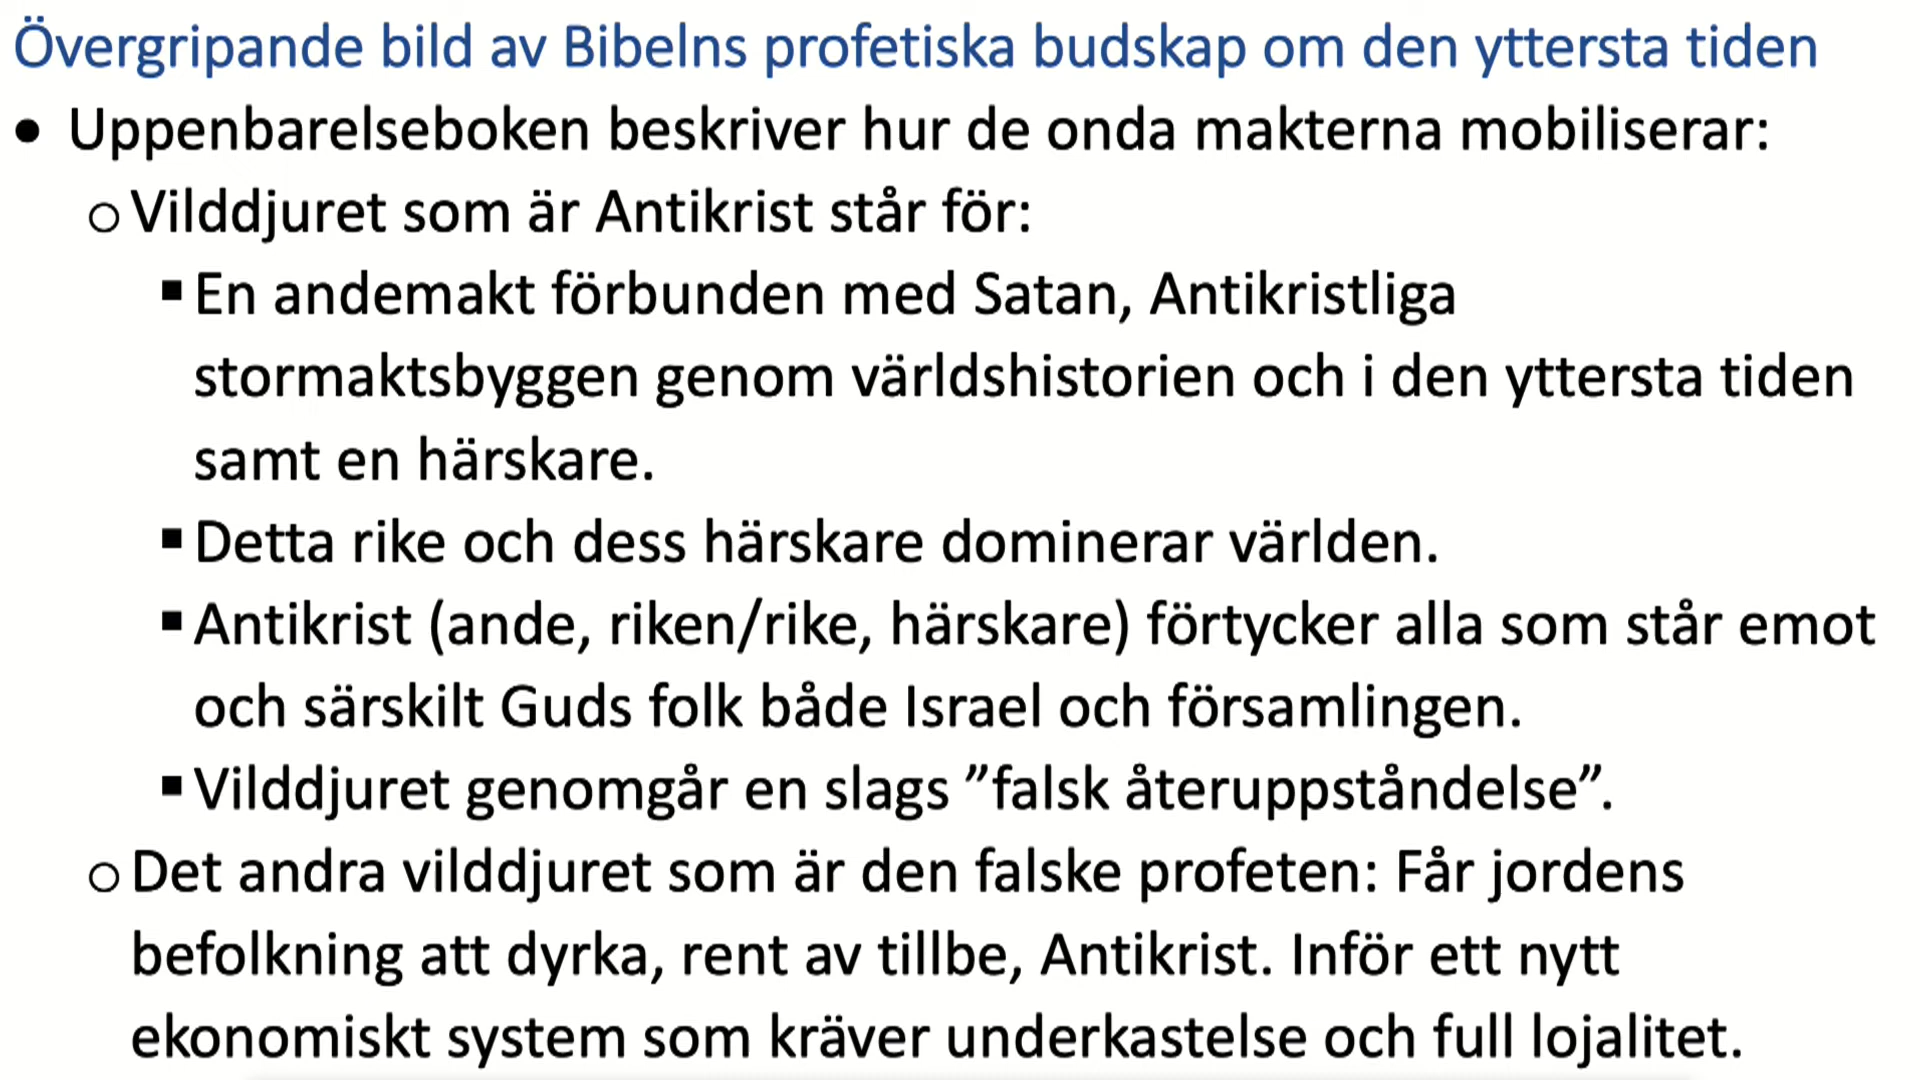 Övergripande bild av Bibelns profetiska budskap om den yttersta tiden
• Uppenbarelseboken beskriver hur de onda makterna mobiliserar:
o Vilddjuret som är Antikrist står för:
▪ En andemakt förbunden med Satan, Antikristliga
stormaktsbyggen genom världshistorien och i den yttersta tiden
samt en härskare.
▪ Detta rike och dess härskare dominerar världen.
▪ Antikrist (ande, riken/rike, härskare) förtycker alla som står emot
och särskilt Guds folk både Israel och församlingen.
▪ Vilddjuret genomgår en slags ”falsk återuppståndelse”.
o Det andra vilddjuret som är den falske profeten: Får jordens
befolkning att dyrka, rent av tillbe, Antikrist. Inför ett nytt
ekonomiskt system som kräver underkastelse och full lojalitet.